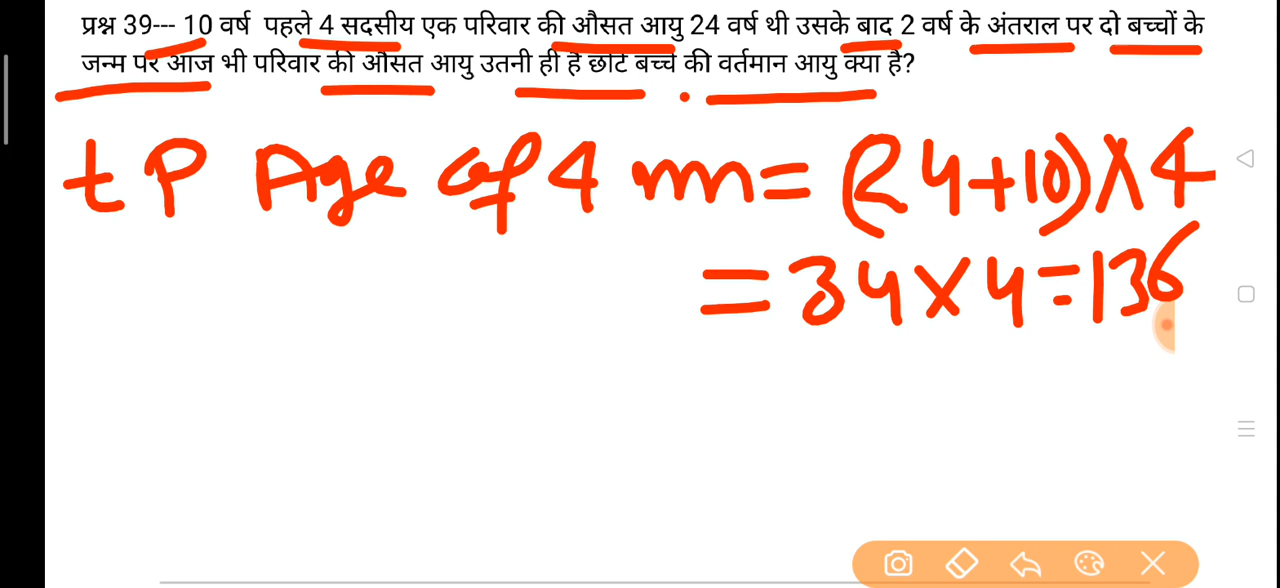 प्रश्न 39--- 10 वर्ष पहले 4 सदसीय एक परिवार की औसत आयु 24 वर्ष थी उसके बाद 2 वर्ष के अंतराल पर दो बच्चों के
जन्म पर आज भी परिवार की औसत आयु उतनी ही है छोटे बच्चे की वर्तमान आयु क्या है?
t P Age of 4 m = (24+10)×4
= 34×4=136